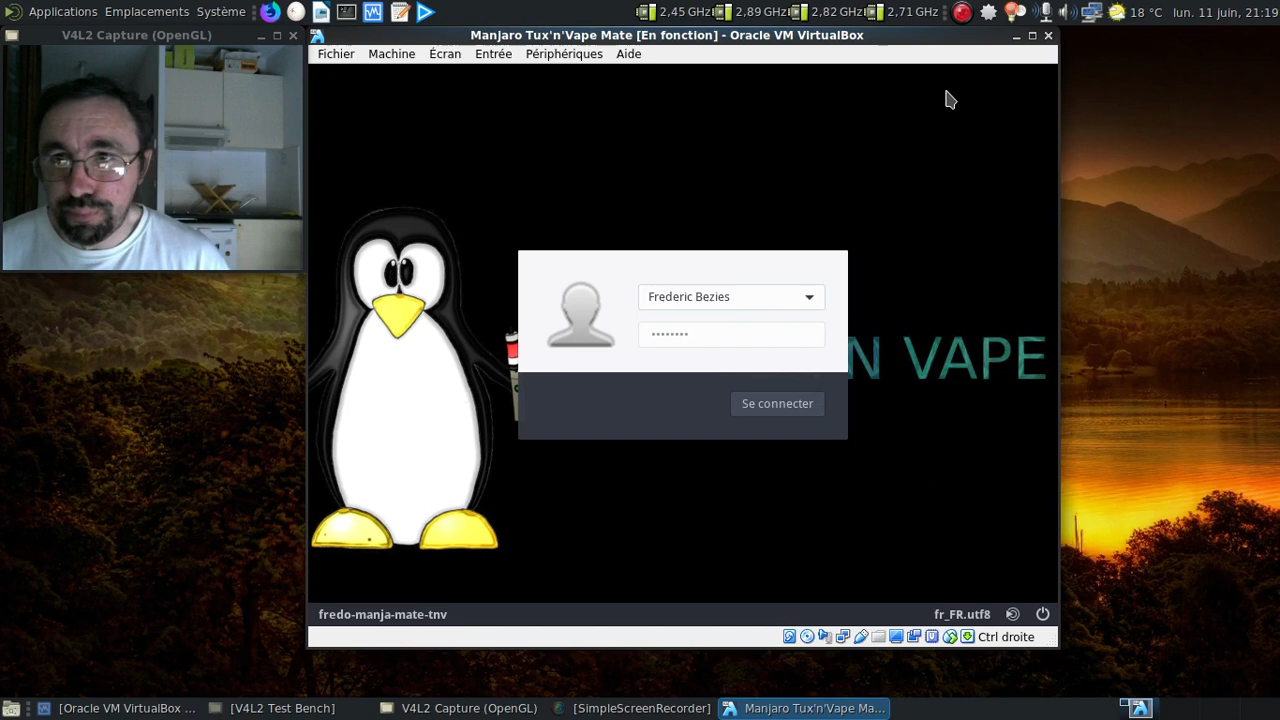 Applications Emplacements Système 2,45 GHz 2,89 GHz 2,82 GHz 2,71 GHz 18 °C lun. 11 juin, 21:19
V4L2 Capture (OpenGL)
Manjaro Tux'n'Vape Mate [En fonction] - Oracle VM VirtualBox
Fichier Machine Écran Entrée Périphériques Aide
Frederic Bezies
N VAPE
Se connecter
fredo-manja-mate-tnv fr_FR.utf8
Ctrl droite
[Oracle VM VirtualBox ... [V4L2 Test Bench] V4L2 Capture (OpenGL) [SimpleScreenRecorder] Manjaro Tux'n'Vape Ma...